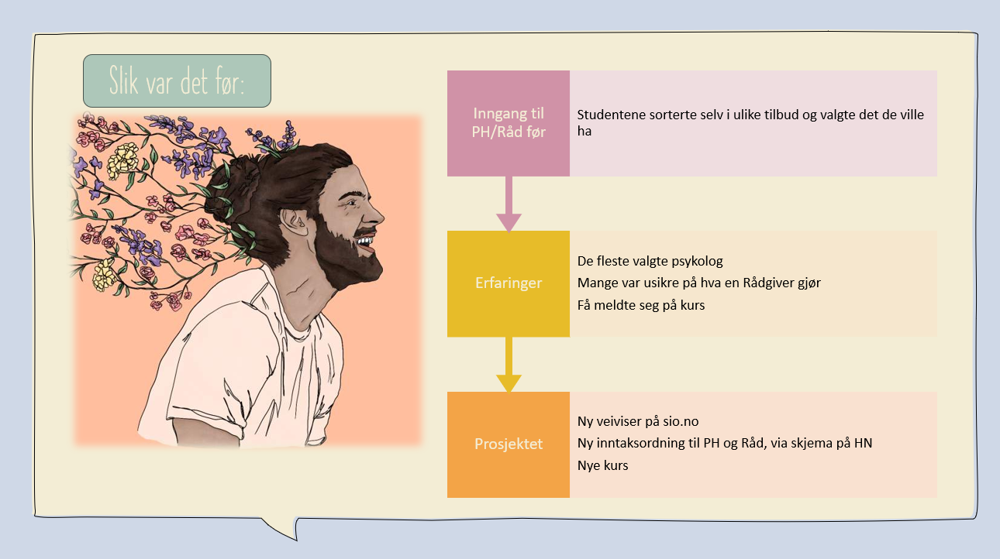 Slik var det før:
Inngang til
PH/Råd før
Studentene sorterte selv i ulike tilbud og valgte det de ville
ha
Erfaringer
De fleste valgte psykolog
Mange var usikre på hva en Rådgiver gjør
Få meldte seg på kurs
Prosjektet
Ny veiviser på sio.no
Ny inntaksordning til PH og Råd, via skjema på HN
Nye kurs